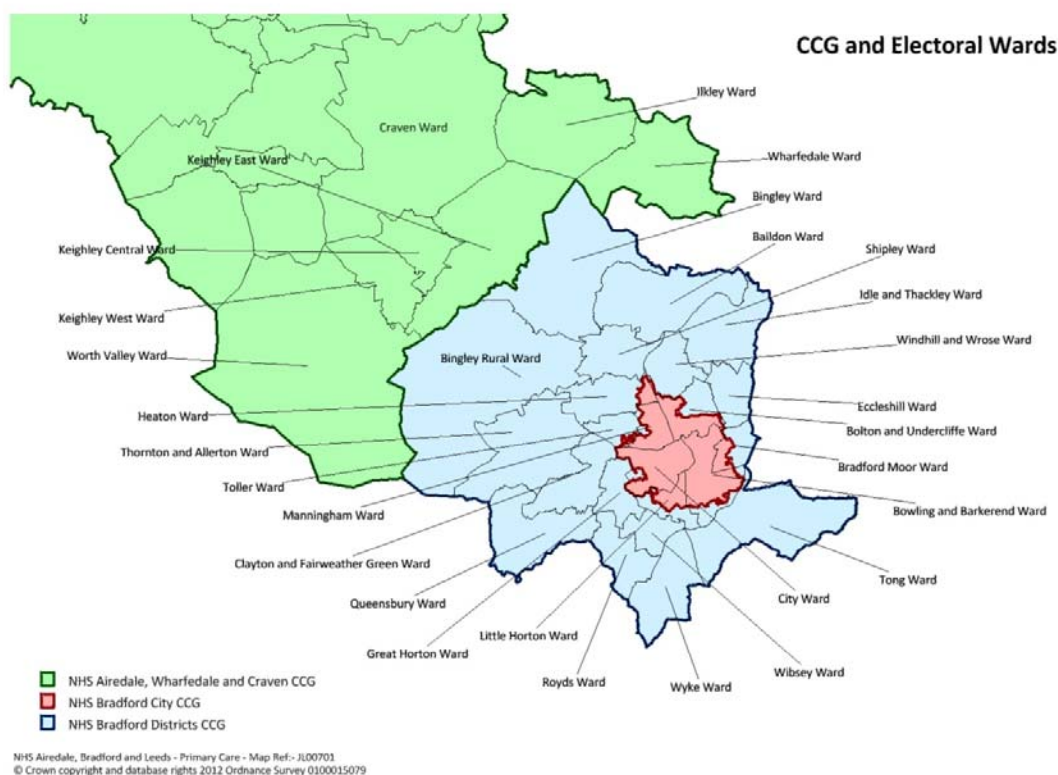 CCG and Electoral Wards
Ilkley Ward
Craven Ward
Keighley East Ward
Wharfedale Ward
Bingley Ward
Baildon Ward
Shipley Ward
Keighley Central Ward
Idle and Thackley Ward
Keighley West Ward
Windhill and Wrose Ward
Worth Valley Ward
Bingley Rural Ward
Heaton Ward
Eccleshill Ward
Bolton and Undercliffe Ward
Thornton and Allerton Ward
Bradford Moor Ward
Toller Ward
Manningham Ward
Bowling and Barkerend Ward
Clayton and Fairweather Green Ward
Tong Ward
Queensbury Ward
City Ward
Little Horton Ward
Great Horton Ward
Wibsey Ward
Royds Ward
Wyke Ward
NHS Airedale, Wharfedale and Craven CCG
NHS Bradford City CCG
NHS Bradford Districts CCG
NHS Airedale, Bradford and Leeds - Primary Care - Map Ref:- JL00701
© Crown copyright and database rights 2012 Ordnance Survey 0100015079